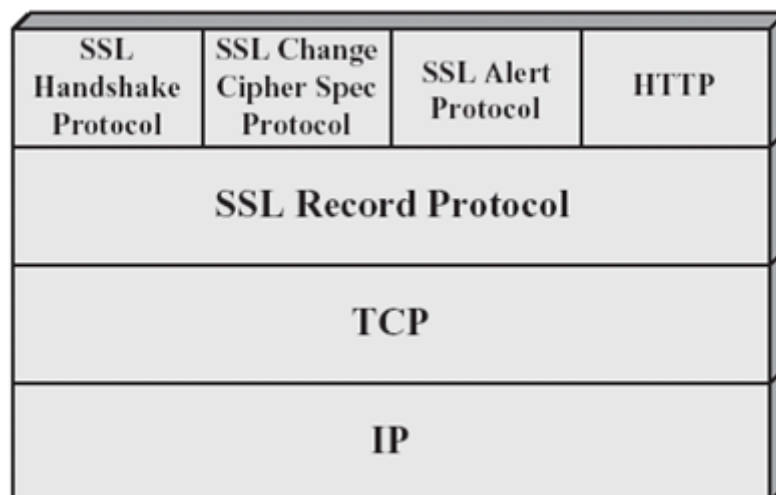 SSL
Handshake
Protocol
SSL Change
Cipher Spec
Protocol
SSL Alert
Protocol
HTTP
SSL Record Protocol
TCP
IP